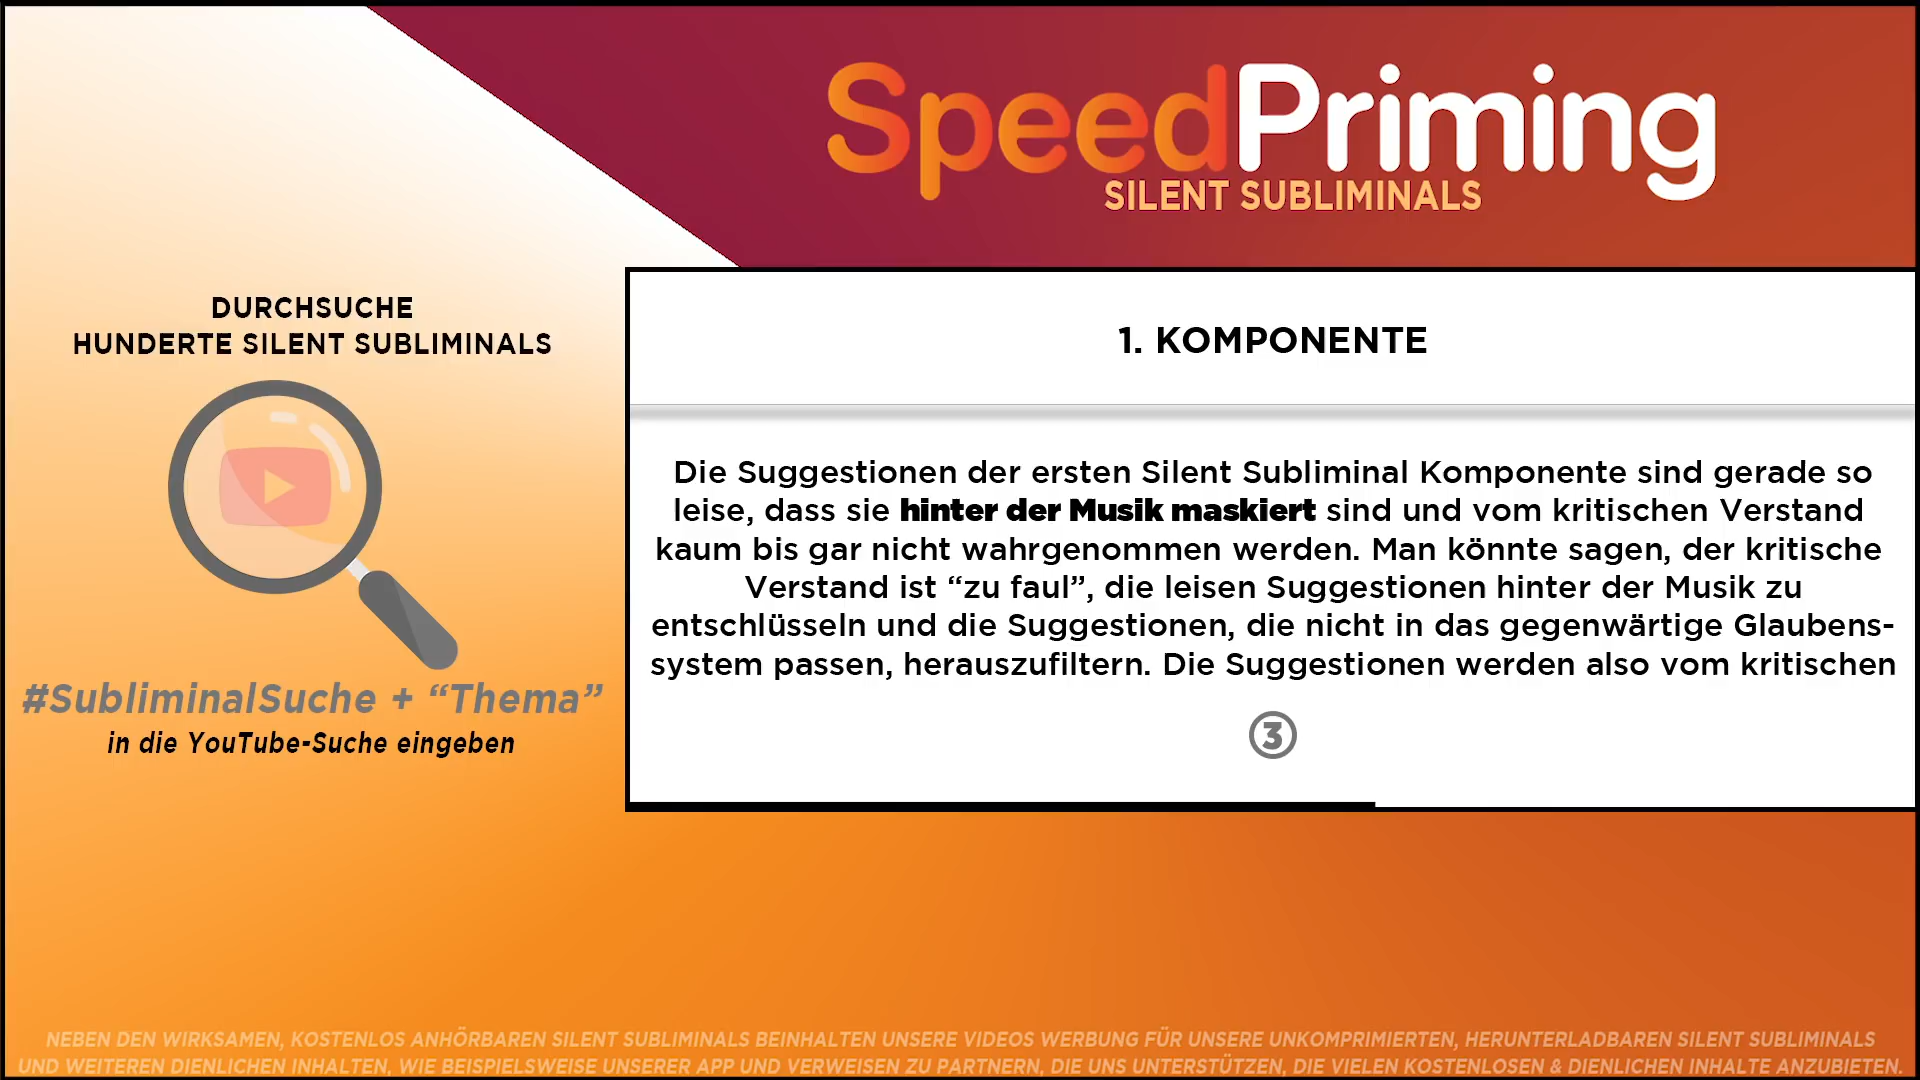 SpeedPriming
SILENT SUBLIMINALS
DURCHSUCHE
HUNDERTE SILENT SUBLIMINALS
#SubliminalSuche + “Thema”
in die YouTube-Suche eingeben
1. KOMPONENTE
Die Suggestionen der ersten Silent Subliminal Komponente sind gerade so
leise, dass sie hinter der Musik maskiert sind und vom kritischen Verstand
kaum bis gar nicht wahrgenommen werden. Man könnte sagen, der kritische
Verstand ist “zu faul”, die leisen Suggestionen hinter der Musik zu
entschlüsseln und die Suggestionen, die nicht in das gegenwärtige Glaubens-
system passen, herauszufiltern. Die Suggestionen werden also vom kritischen
3
NEBEN DEN WIRKSAMEN, KOSTENLOS ANHÖRBAREN SILENT SUBLIMINALS BEINHALTEN UNSERE VIDEOS WERBUNG FÜR UNSERE UNKOMPRIMIERTEN, HERUNTERLADBAREN SILENT SUBLIMINALS
UND WEITEREN DIENLICHEN INHALTEN, WIE BEISPIELSWEISE UNSERER APP UND VERWEISEN ZU PARTNERN, DIE UNS UNTERSTÜTZEN, DIE VIELEN KOSTENLOSEN & DIENLICHEN INHALTE ANZUBIETEN.